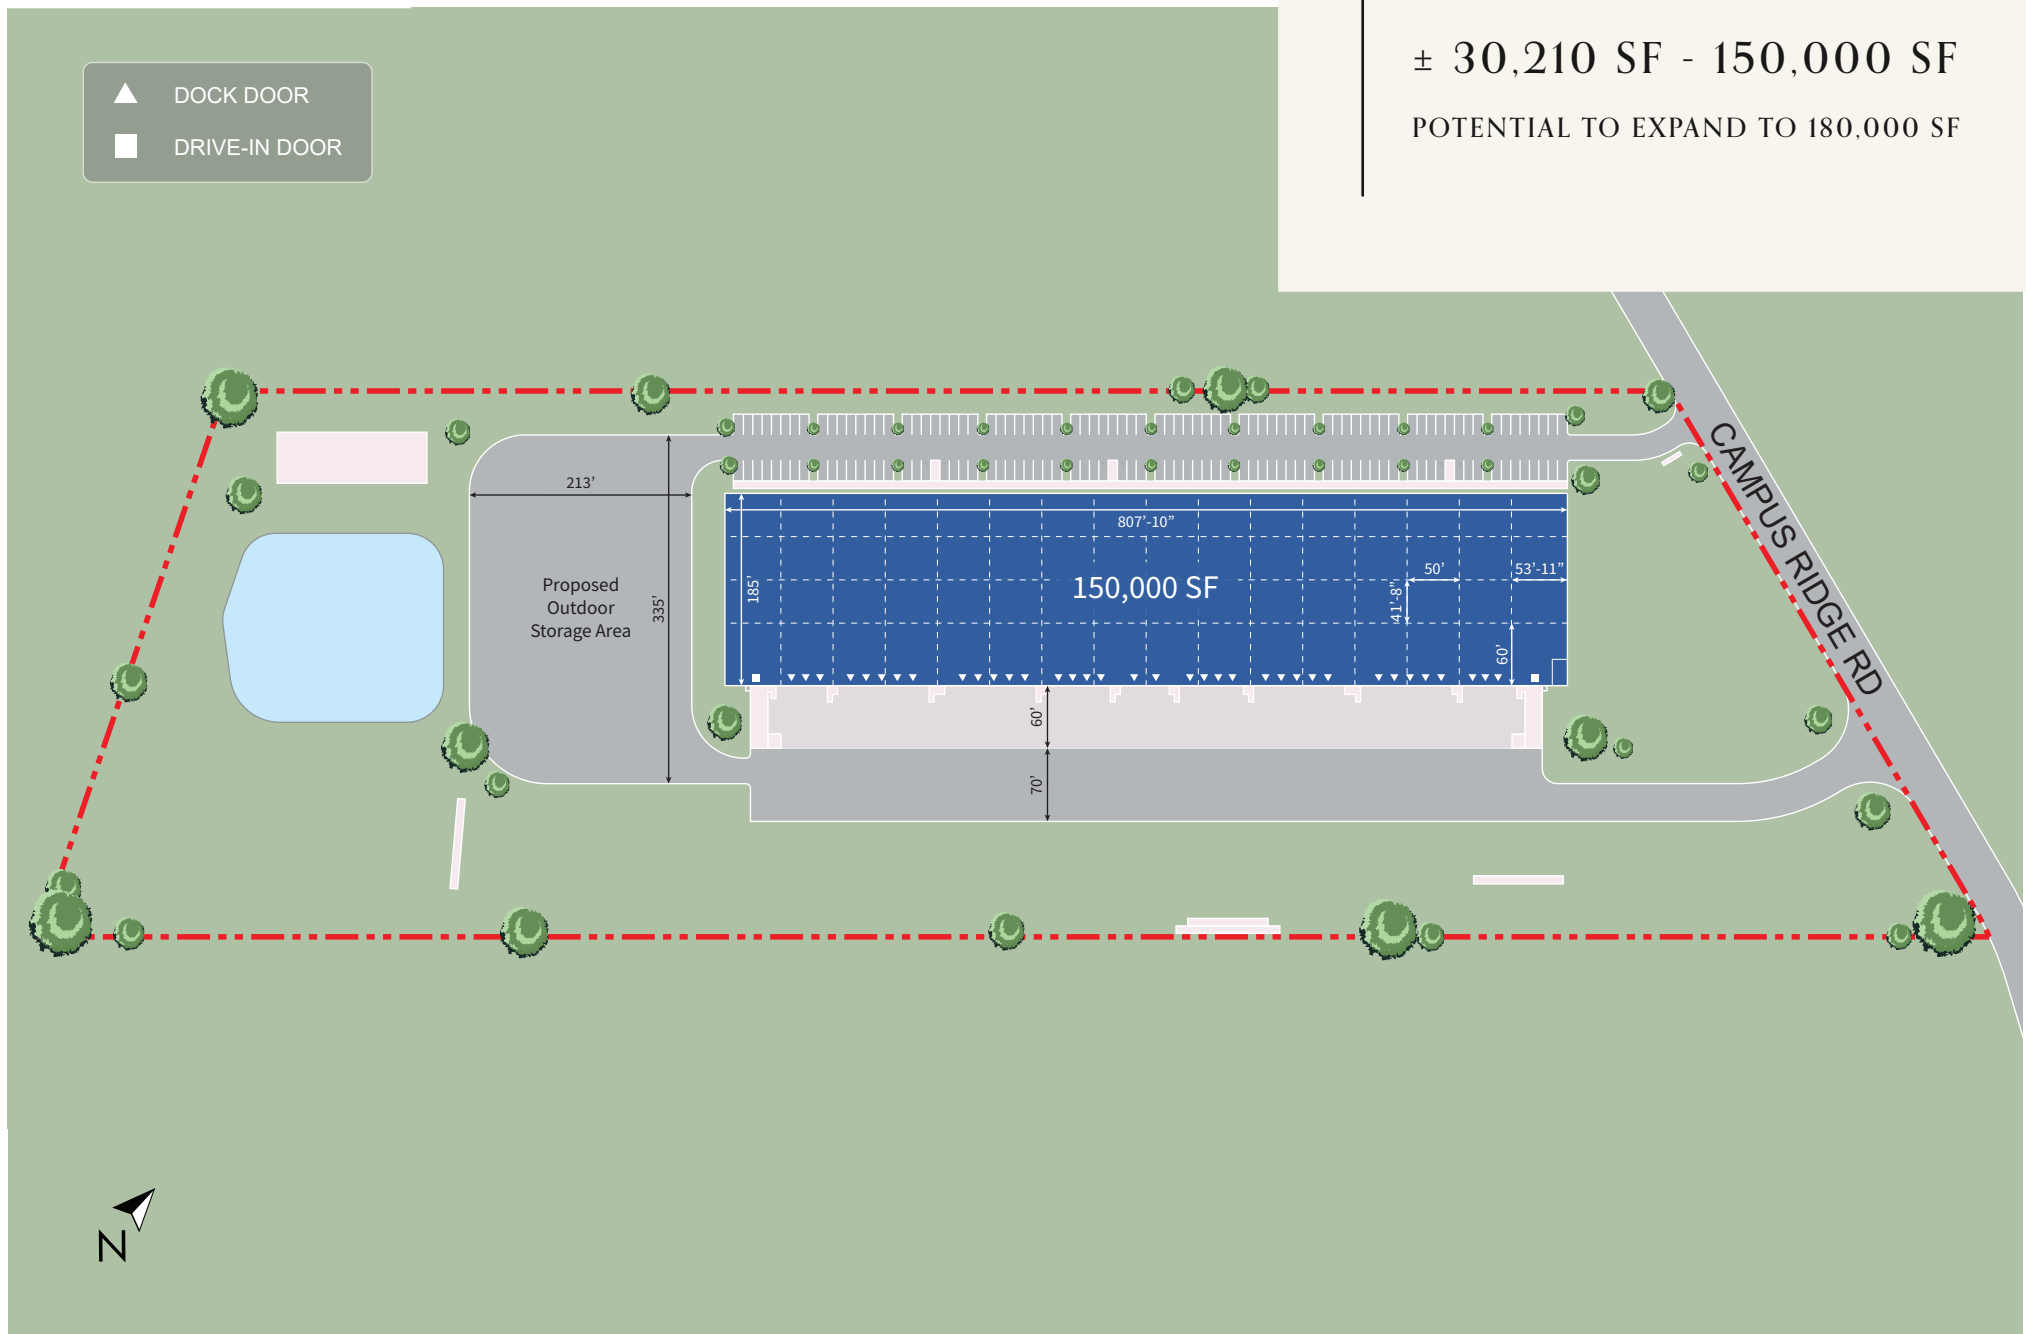 ± 30,210 SF - 150,000 SF
POTENTIAL TO EXPAND TO 180,000 SF
DOCK DOOR
DRIVE-IN DOOR
CAMPUS RIDGE RD
213’
807’-10”
Proposed
Outdoor
Storage Area
335’
185’
150,000 SF
50’
53’-11”
41’-8”
60’
60’
70’
N